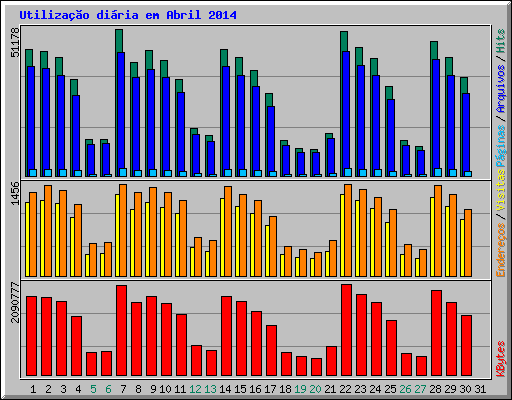 Utilização diária em Abril 2014
51178
1456
2090777
Endereços / Visitas Páginas / Arquivos / Hits
KBytes
1 2 3 4 5 6 7 8 9 10 11 12 13 14 15 16 17 18 19 20 21 22 23 24 25 26 27 28 29 30 31